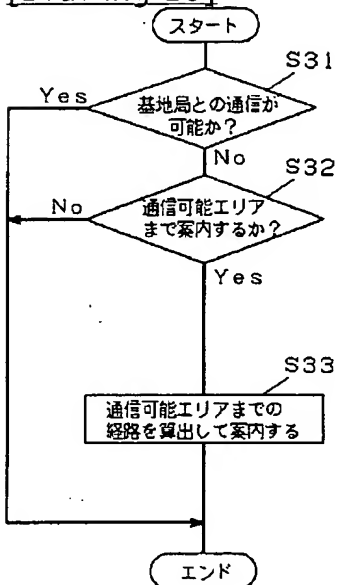 スタート
S31
Yes
基地局との通信が
可能か？
No
S32
No
通信可能エリア
まで案内するか？
Yes
S33
通信可能エリアまでの
経路を算出して案内する
エンド